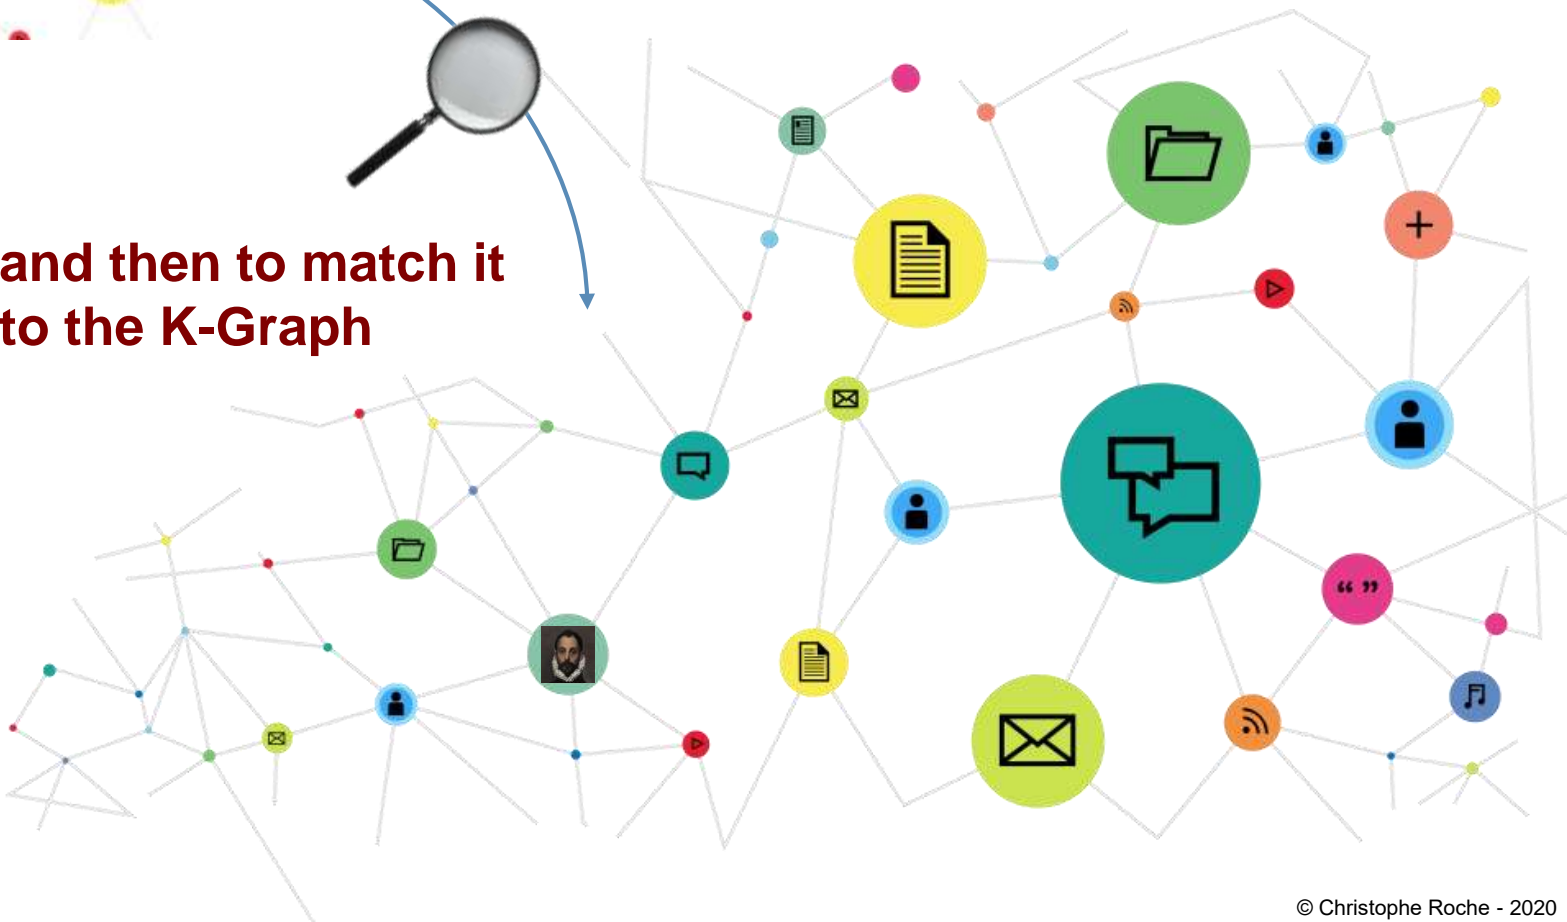 and then to match it
to the K-Graph
“ ”
© Christophe Roche - 2020